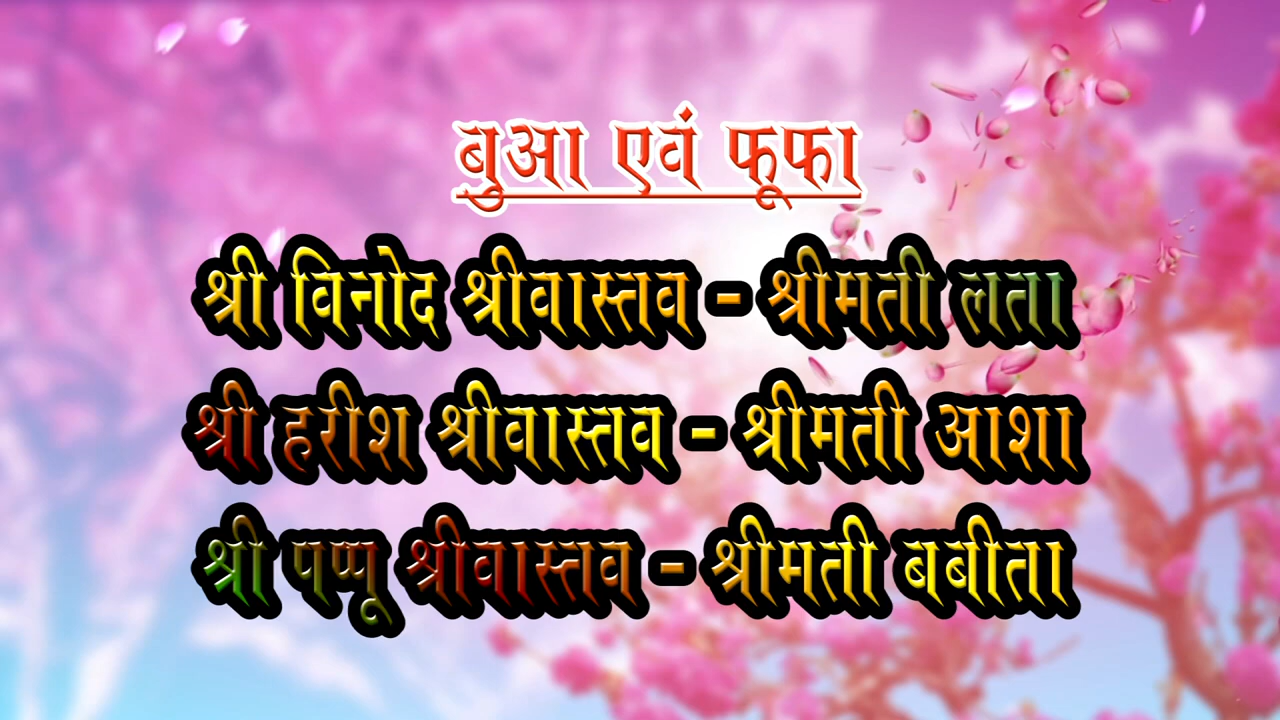 बुआ एवं फूफा
श्री विनोद श्रीवास्तव - श्रीमती लता
श्री हरीश श्रीवास्तव - श्रीमती आशा
श्री पप्पू श्रीवास्तव - श्रीमती बबीता